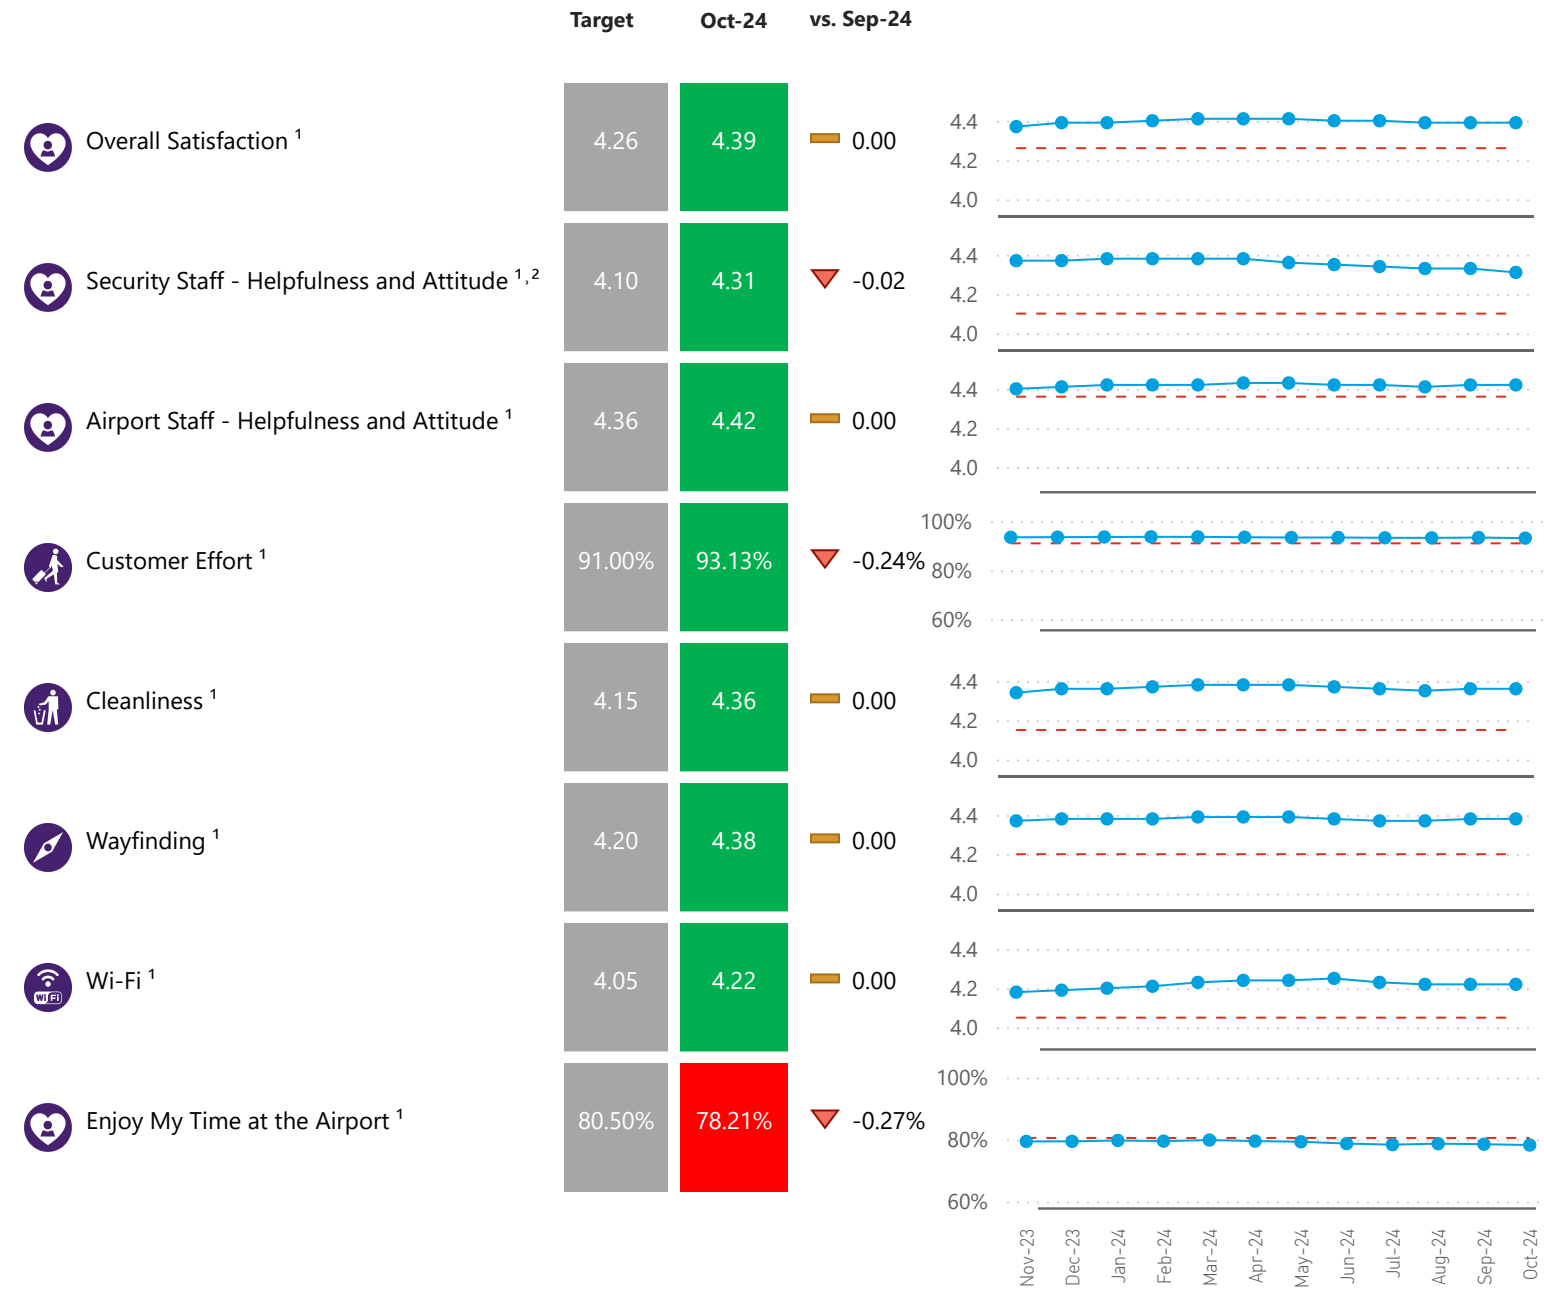 Target Oct-24 vs. Sep-24
Overall Satisfaction ¹ 4.26 4.39 0.00
4.4
4.2
4.0
Security Staff - Helpfulness and Attitude ¹˒² 4.10 4.31 -0.02
4.4
4.2
4.0
Airport Staff - Helpfulness and Attitude ¹ 4.36 4.42 0.00
4.4
4.2
4.0
Customer Effort ¹ 91.00% 93.13% -0.24%
100%
80%
60%
Cleanliness ¹ 4.15 4.36 0.00
4.4
4.2
4.0
Wayfinding ¹ 4.20 4.38 0.00
4.4
4.2
4.0
Wi-Fi ¹ 4.05 4.22 0.00
Wi Fi
4.4
4.2
4.0
Enjoy My Time at the Airport ¹ 80.50% 78.21% -0.27%
100%
80%
60%
Nov-23 Dec-23 Jan-24 Feb-24 Mar-24 Apr-24 May-24 Jun-24 Jul-24 Aug-24 Sep-24 Oct-24